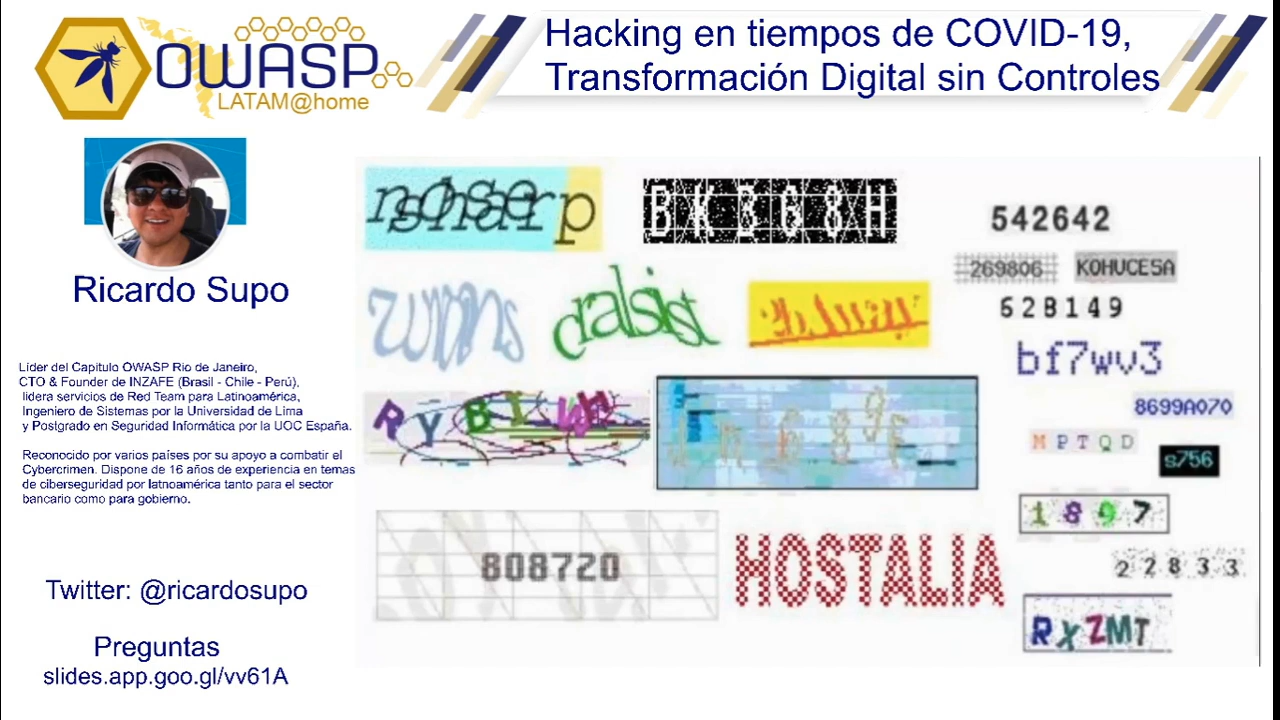 OWASP
LATAM@home
Hacking en tiempos de COVID-19,
Transformación Digital sin Controles
Ricardo Supo
Líder del Capítulo OWASP Rio de Janeiro,
CTO & Founder de INZAFE (Brasil - Chile - Perú),
lidera servicios de Red Team para Latinoamérica,
Ingeniero de Sistemas por la Universidad de Lima
y Postgrado en Seguridad Informática por la UOC España.
Reconocido por varios países por su apoyo a combatir el
Cybercrimen. Dispone de 16 años de experiencia en temas
de ciberseguridad por latnoamérica tanto para el sector
bancario como para gobierno.
Twitter: @ricardosupo
Preguntas
slides.app.goo.gl/vv61A
542642
269806
KOHUCESA
628149
bf7wv3
8699A070
MPTQD
s756
1897
22833
RXZMT
808720
HOSTALIA